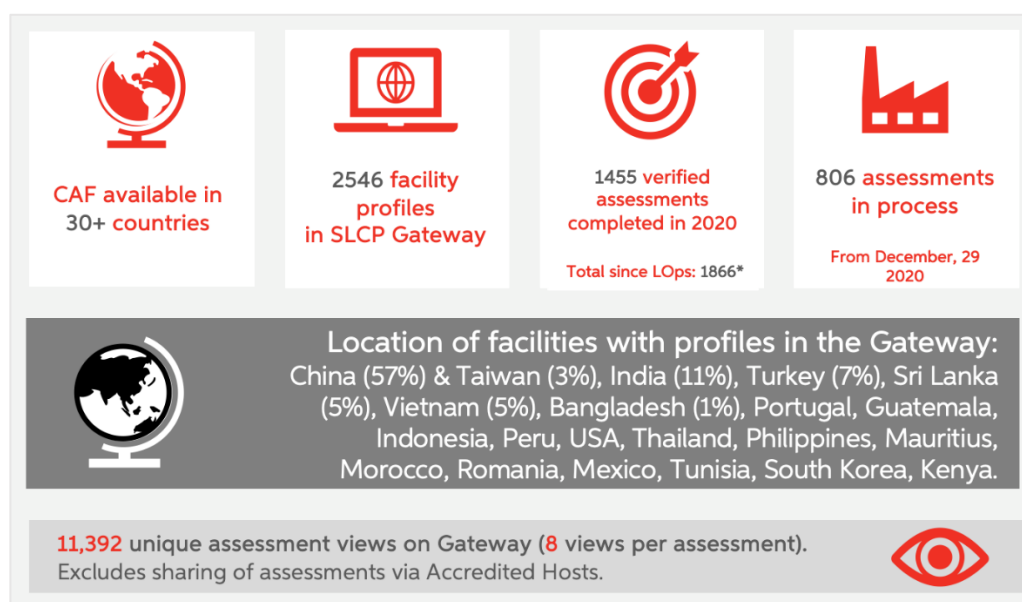 CAF available in
30+ countries
2546 facility
profiles
in SLCP Gateway
1455 verified
assessments
completed in 2020
Total since LOps: 1866*
806 assessments
in process
From December, 29
2020
Location of facilities with profiles in the Gateway:
China (57%) & Taiwan (3%), India (11%), Turkey (7%), Sri Lanka
(5%), Vietnam (5%), Bangladesh (1%), Portugal, Guatemala,
Indonesia, Peru, USA, Thailand, Philippines, Mauritius,
Morocco, Romania, Mexico, Tunisia, South Korea, Kenya.
11,392 unique assessment views on Gateway (8 views per assessment).
Excludes sharing of assessments via Accredited Hosts.